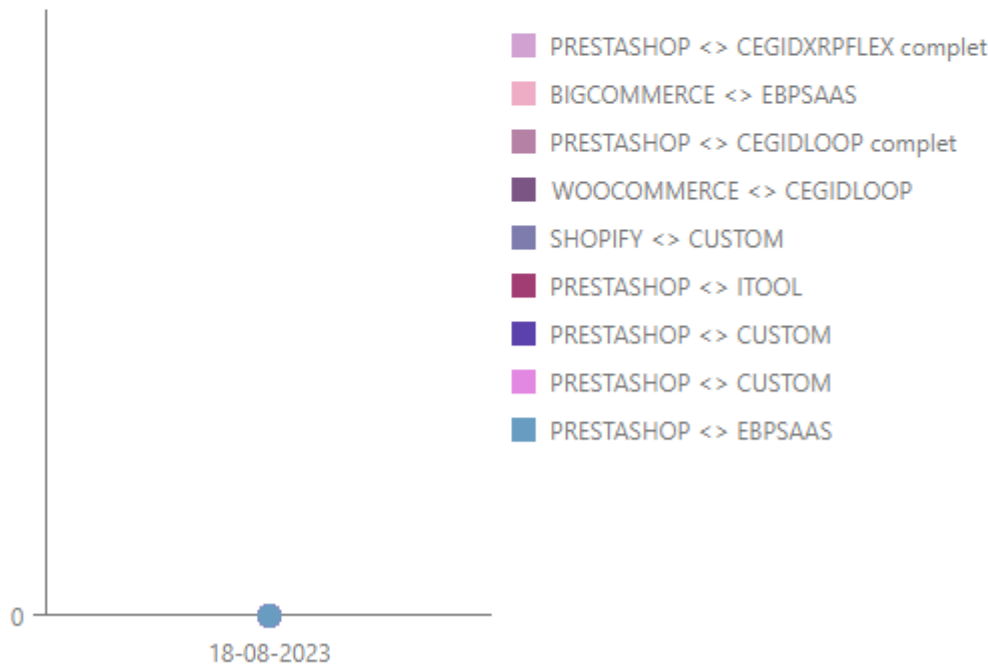 PRESTASHOP <> CEGIDXRPFLEX complet
BIGCOMMERCE <> EBPSAAS
PRESTASHOP <> CEGIDLOOP complet
WOOCOMMERCE <> CEGIDLOOP
SHOPIFY <> CUSTOM
PRESTASHOP <> ITOOL
PRESTASHOP <> CUSTOM
PRESTASHOP <> CUSTOM
PRESTASHOP <> EBPSAAS
0
18-08-2023